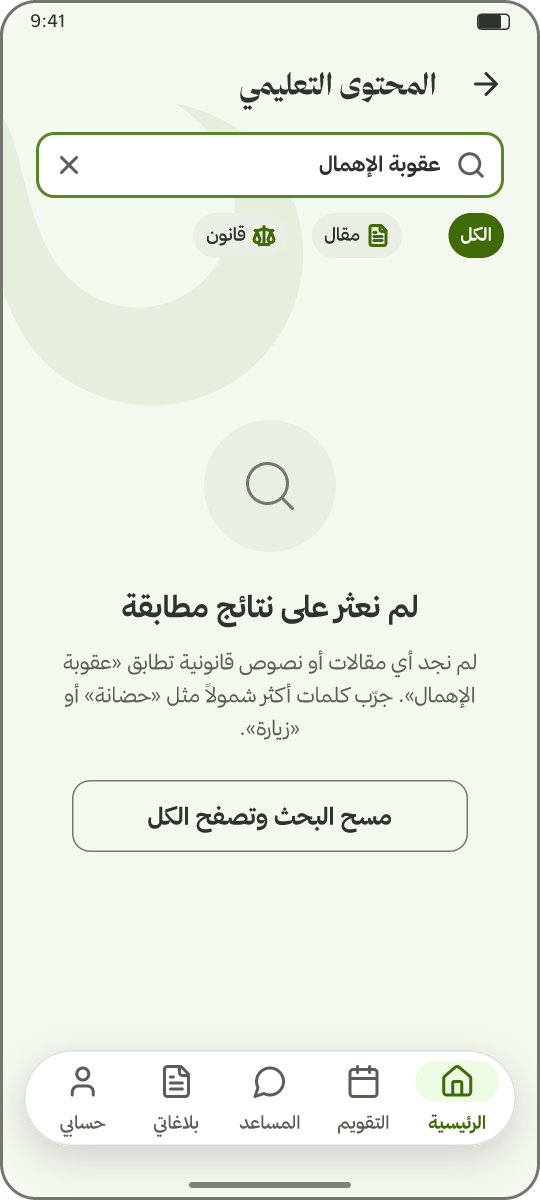 9:41
المحتوى التعليمي
عقوبة الإهمال
الكل
مقال
قانون
لم نعثر على نتائج مطابقة
لم نجد أي مقالات أو نصوص قانونية تطابق «عقوبة
الإهمال». جرّب كلمات أكثر شمولاً مثل «حضانة» أو
«زيارة».
مسح البحث وتصفح الكل
الرئيسية
التقويم
المساعد
بلاغاتي
حسابي